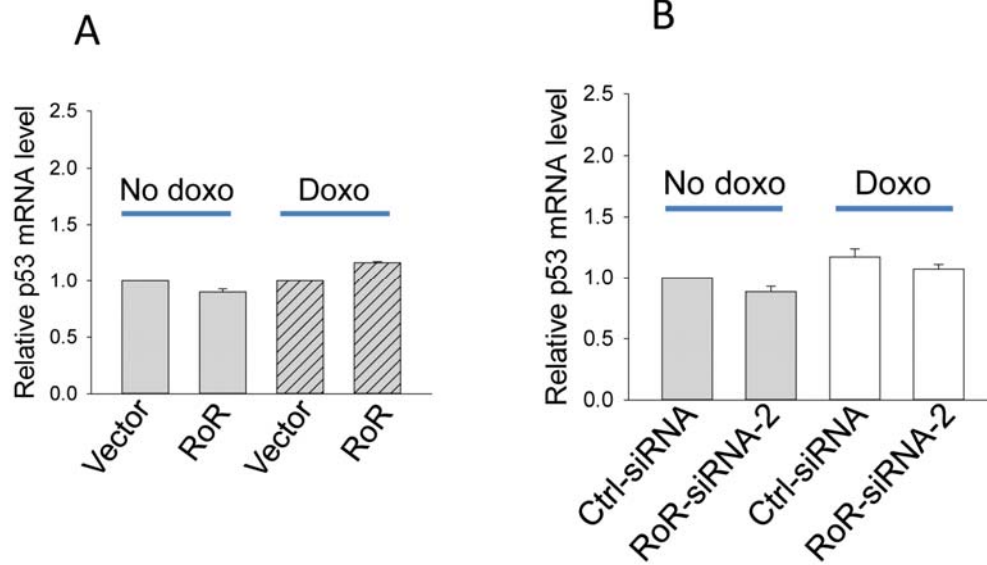 A
Relative p53 mRNA level
2.5
2.0
1.5
1.0
0.5
0.0
No doxo
Doxo
Vector
RoR
Vector
RoR
B
Relative p53 mRNA level
2.5
2.0
1.5
1.0
0.5
0.0
No doxo
Doxo
Ctrl-siRNA
RoR-siRNA-2
Ctrl-siRNA
RoR-siRNA-2